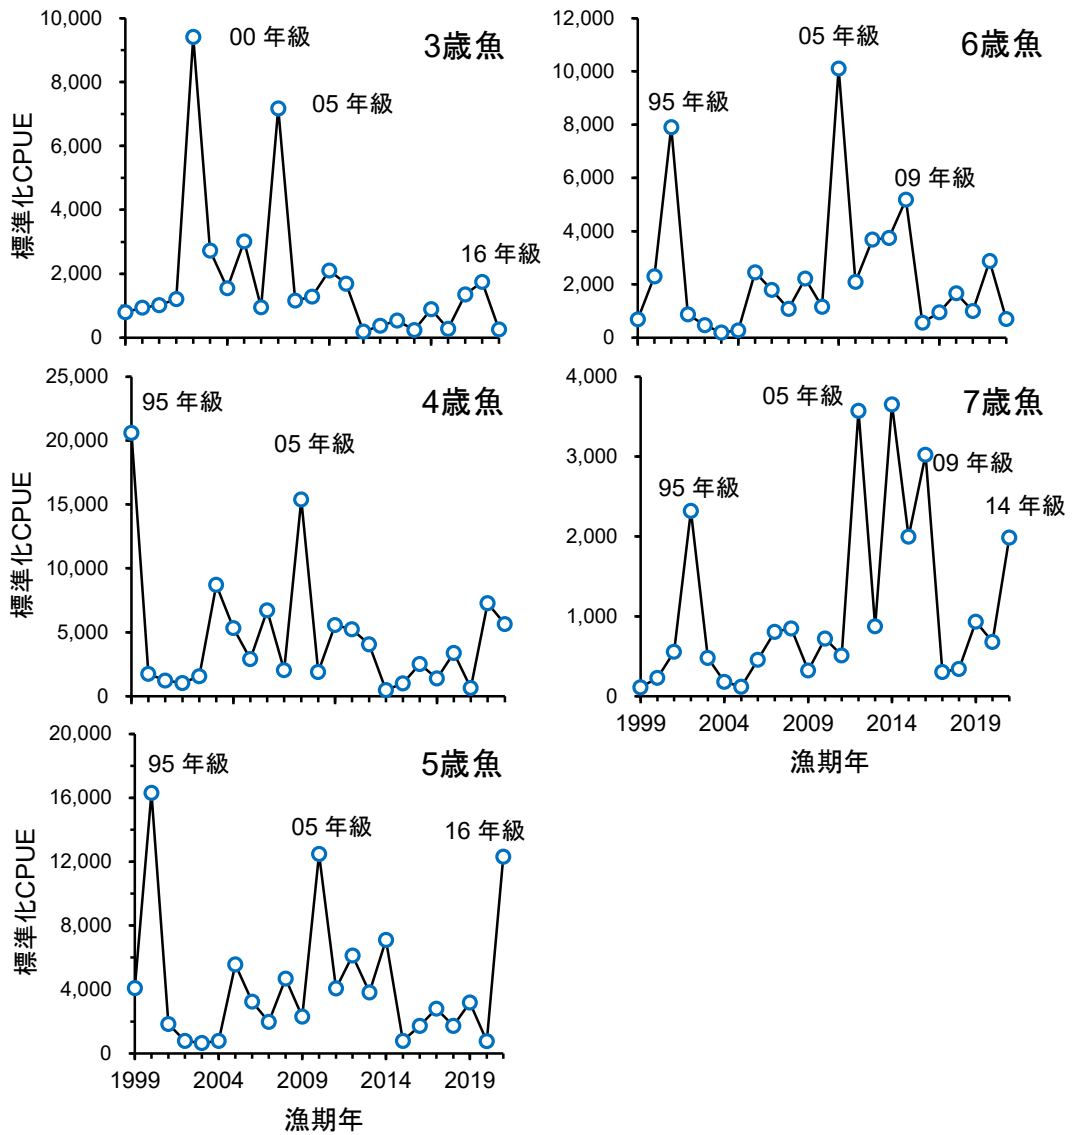 3歳魚
標準化CPUE
10,000
8,000
6,000
4,000
2,000
0
00 年級
05 年級
16 年級
4歳魚
標準化CPUE
25,000
20,000
15,000
10,000
5,000
0
95 年級
05 年級
5歳魚
標準化CPUE
20,000
16,000
12,000
8,000
4,000
0
95 年級
05 年級
16 年級
1999 2004 2009 2014 2019
漁期年
6歳魚
12,000
10,000
8,000
6,000
4,000
2,000
0
95 年級
05 年級
09 年級
7歳魚
4,000
3,000
2,000
1,000
0
95 年級
05 年級
09 年級
14 年級
1999 2004 2009 2014 2019
漁期年